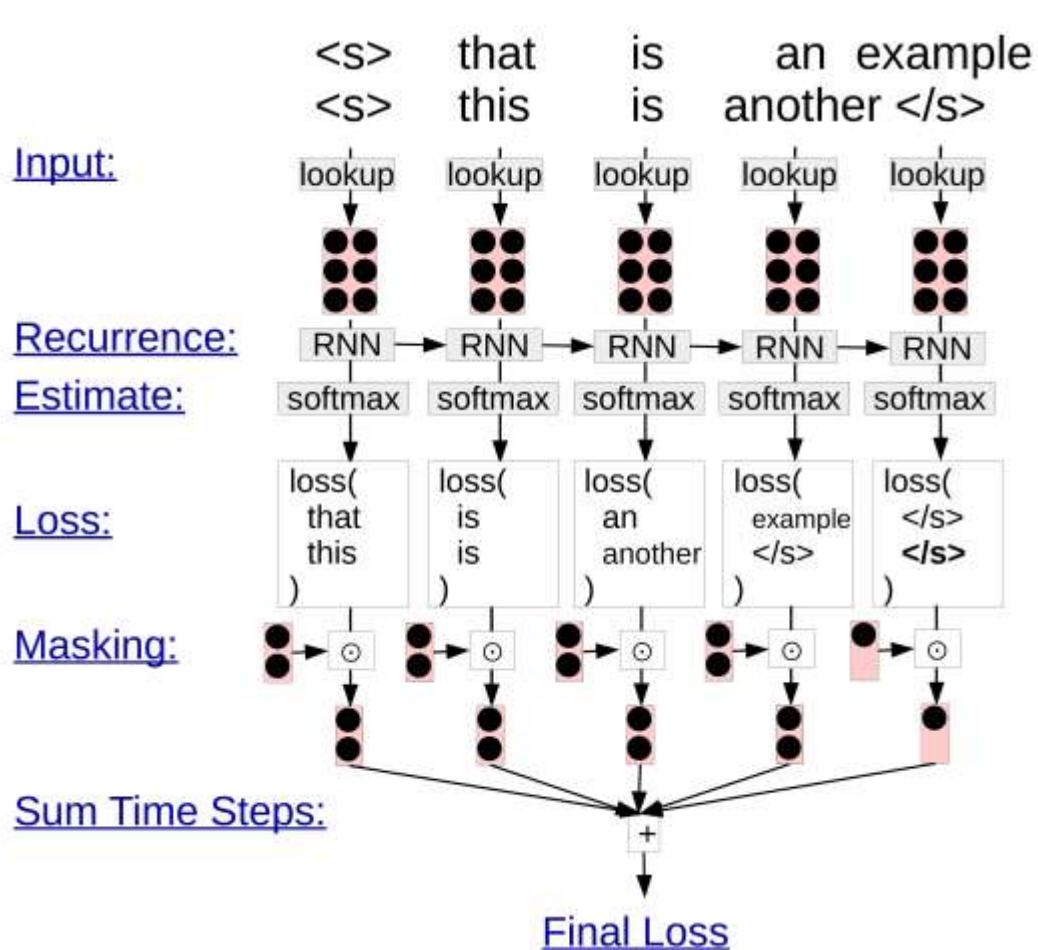 <s> that is an example
<s> this is another </s>
Input:
lookup lookup lookup lookup lookup
Recurrence:
RNN RNN RNN RNN RNN
Estimate:
softmax softmax softmax softmax softmax
Loss:
loss( loss( loss( loss( loss(
that is an example </s>
this is another </s> </s>
) ) ) ) )
Masking:
⊙ ⊙ ⊙ ⊙ ⊙
Sum Time Steps:
+
Final Loss